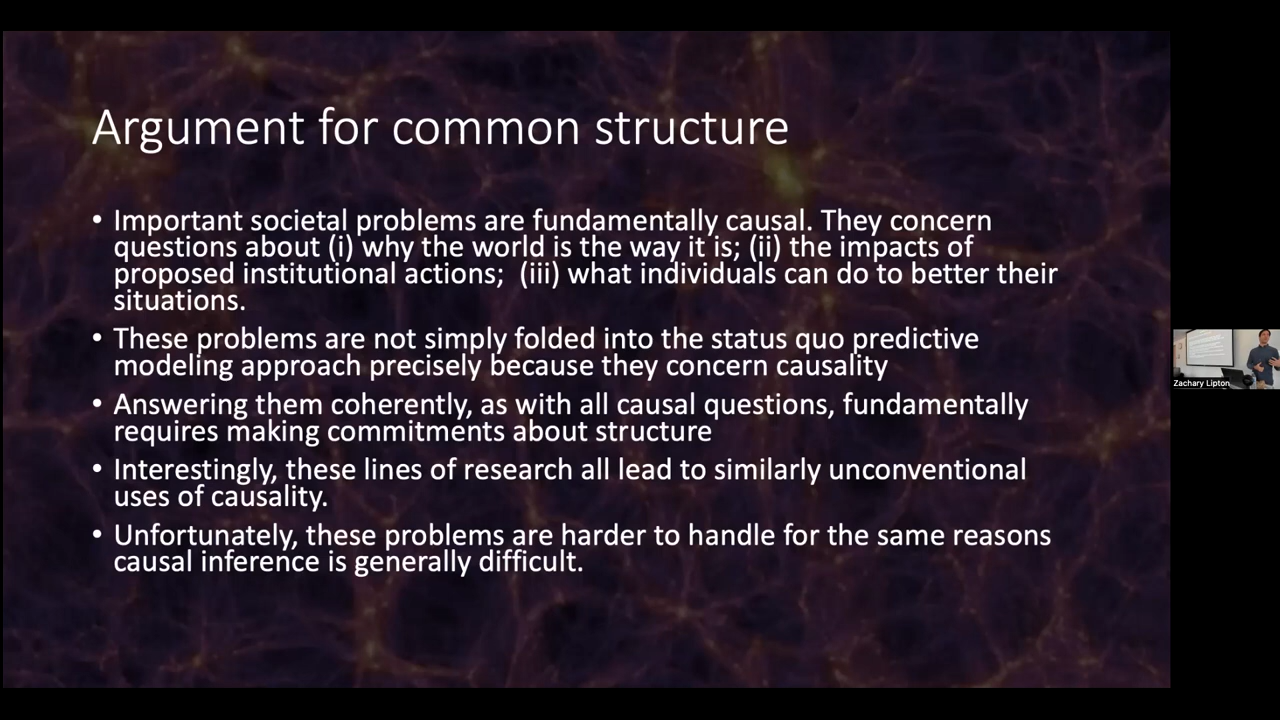 Argument for common structure
• Important societal problems are fundamentally causal. They concern
questions about (i) why the world is the way it is; (ii) the impacts of
proposed institutional actions;  (iii) what individuals can do to better their
situations.
• These problems are not simply folded into the status quo predictive
modeling approach precisely because they concern causality
• Answering them coherently, as with all causal questions, fundamentally
requires making commitments about structure
• Interestingly, these lines of research all lead to similarly unconventional
uses of causality.
• Unfortunately, these problems are harder to handle for the same reasons
causal inference is generally difficult.
Zachary Lipton